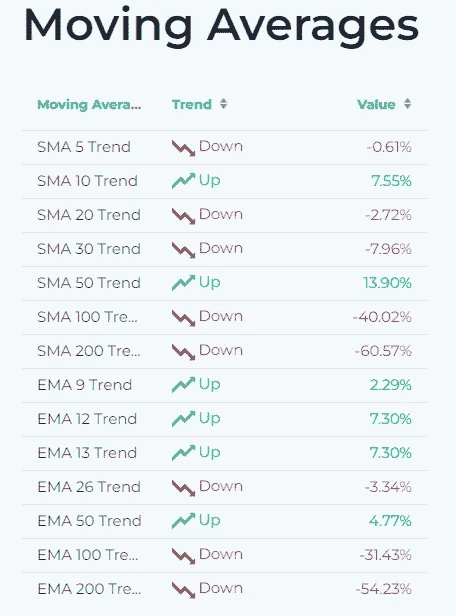 Moving Averages
Moving Avera... Trend Value
SMA 5 Trend Down -0.61%
SMA 10 Trend Up 7.55%
SMA 20 Trend Down -2.72%
SMA 30 Trend Down -7.96%
SMA 50 Trend Up 13.90%
SMA 100 Tre... Down -40.02%
SMA 200 Tre... Down -60.57%
EMA 9 Trend Up 2.29%
EMA 12 Trend Up 7.30%
EMA 13 Trend Up 7.30%
EMA 26 Trend Down -3.34%
EMA 50 Trend Up 4.77%
EMA 100 Tre... Down -31.43%
EMA 200 Tre... Down -54.23%